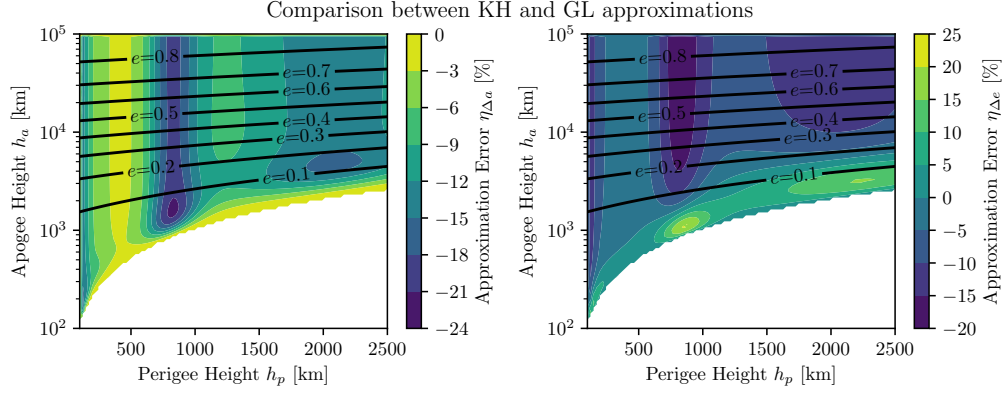 Comparison between KH and GL approximations
10^5
10^4
10^3
10^2
Apogee Height h_a [km]
500
1000
1500
2000
2500
Perigee Height h_p [km]
e=0.8
e=0.7
e=0.6
e=0.5
e=0.4
e=0.3
e=0.2
e=0.1
0
−3
−6
−9
−12
−15
−18
−21
−24
Approximation Error η_Δa [%]
10^5
10^4
10^3
10^2
Apogee Height h_a [km]
500
1000
1500
2000
2500
Perigee Height h_p [km]
e=0.8
e=0.7
e=0.6
e=0.5
e=0.4
e=0.3
e=0.2
e=0.1
25
20
15
10
5
0
−5
−10
−15
−20
Approximation Error η_Δe [%]